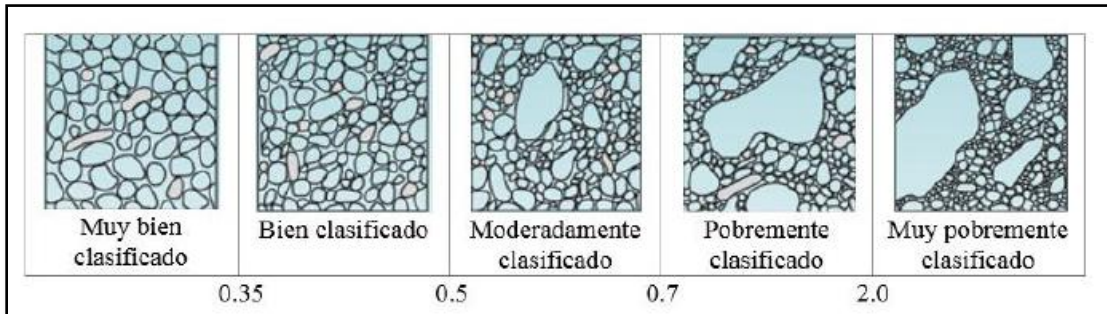 Muy bien
clasificado
Bien clasificado
Moderadamente
clasificado
Pobremente
clasificado
Muy pobremente
clasificado
0.35
0.5
0.7
2.0